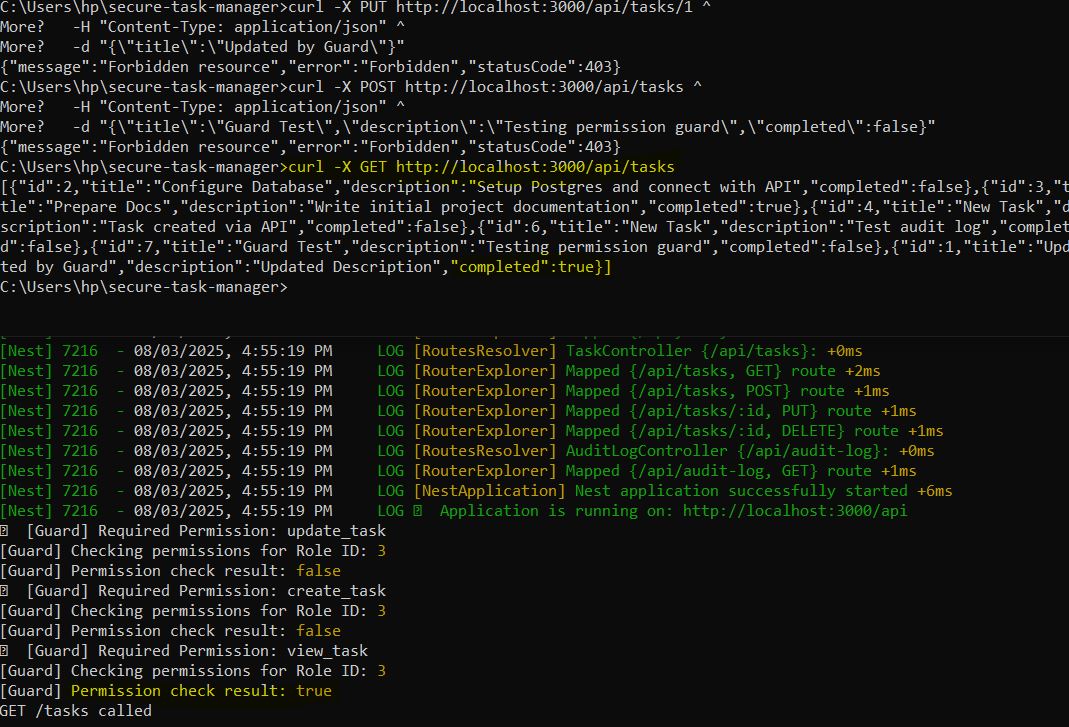 C:\Users\hp\secure-task-manager>curl -X PUT http://localhost:3000/api/tasks/1 ^
More?   -H "Content-Type: application/json" ^
More?   -d "{\"title\":\"Updated by Guard\"}"
{"message":"Forbidden resource","error":"Forbidden","statusCode":403}
C:\Users\hp\secure-task-manager>curl -X POST http://localhost:3000/api/tasks ^
More?   -H "Content-Type: application/json" ^
More?   -d "{\"title\":\"Guard Test\",\"description\":\"Testing permission guard\",\"completed\":false}"
{"message":"Forbidden resource","error":"Forbidden","statusCode":403}
C:\Users\hp\secure-task-manager>curl -X GET http://localhost:3000/api/tasks
[{"id":2,"title":"Configure Database","description":"Setup Postgres and connect with API","completed":false},{"id":3,"t
tle":"Prepare Docs","description":"Write initial project documentation","completed":true},{"id":4,"title":"New Task","d
scription":"Task created via API","completed":false},{"id":6,"title":"New Task","description":"Test audit log","complet
d":false},{"id":7,"title":"Guard Test","description":"Testing permission guard","completed":false},{"id":1,"title":"Upd
ted by Guard","description":"Updated Description","completed":true}]
C:\Users\hp\secure-task-manager>
[Nest] 7216  - 08/03/2025, 4:55:19 PM     LOG [RoutesResolver] TaskController {/api/tasks}: +0ms
[Nest] 7216  - 08/03/2025, 4:55:19 PM     LOG [RouterExplorer] Mapped {/api/tasks, GET} route +2ms
[Nest] 7216  - 08/03/2025, 4:55:19 PM     LOG [RouterExplorer] Mapped {/api/tasks, POST} route +1ms
[Nest] 7216  - 08/03/2025, 4:55:19 PM     LOG [RouterExplorer] Mapped {/api/tasks/:id, PUT} route +1ms
[Nest] 7216  - 08/03/2025, 4:55:19 PM     LOG [RouterExplorer] Mapped {/api/tasks/:id, DELETE} route +1ms
[Nest] 7216  - 08/03/2025, 4:55:19 PM     LOG [RoutesResolver] AuditLogController {/api/audit-log}: +0ms
[Nest] 7216  - 08/03/2025, 4:55:19 PM     LOG [RouterExplorer] Mapped {/api/audit-log, GET} route +1ms
[Nest] 7216  - 08/03/2025, 4:55:19 PM     LOG [NestApplication] Nest application successfully started +6ms
[Nest] 7216  - 08/03/2025, 4:55:19 PM     LOG Application is running on: http://localhost:3000/api
[Guard] Required Permission: update_task
[Guard] Checking permissions for Role ID: 3
[Guard] Permission check result: false
[Guard] Required Permission: create_task
[Guard] Checking permissions for Role ID: 3
[Guard] Permission check result: false
[Guard] Required Permission: view_task
[Guard] Checking permissions for Role ID: 3
[Guard] Permission check result: true
GET /tasks called